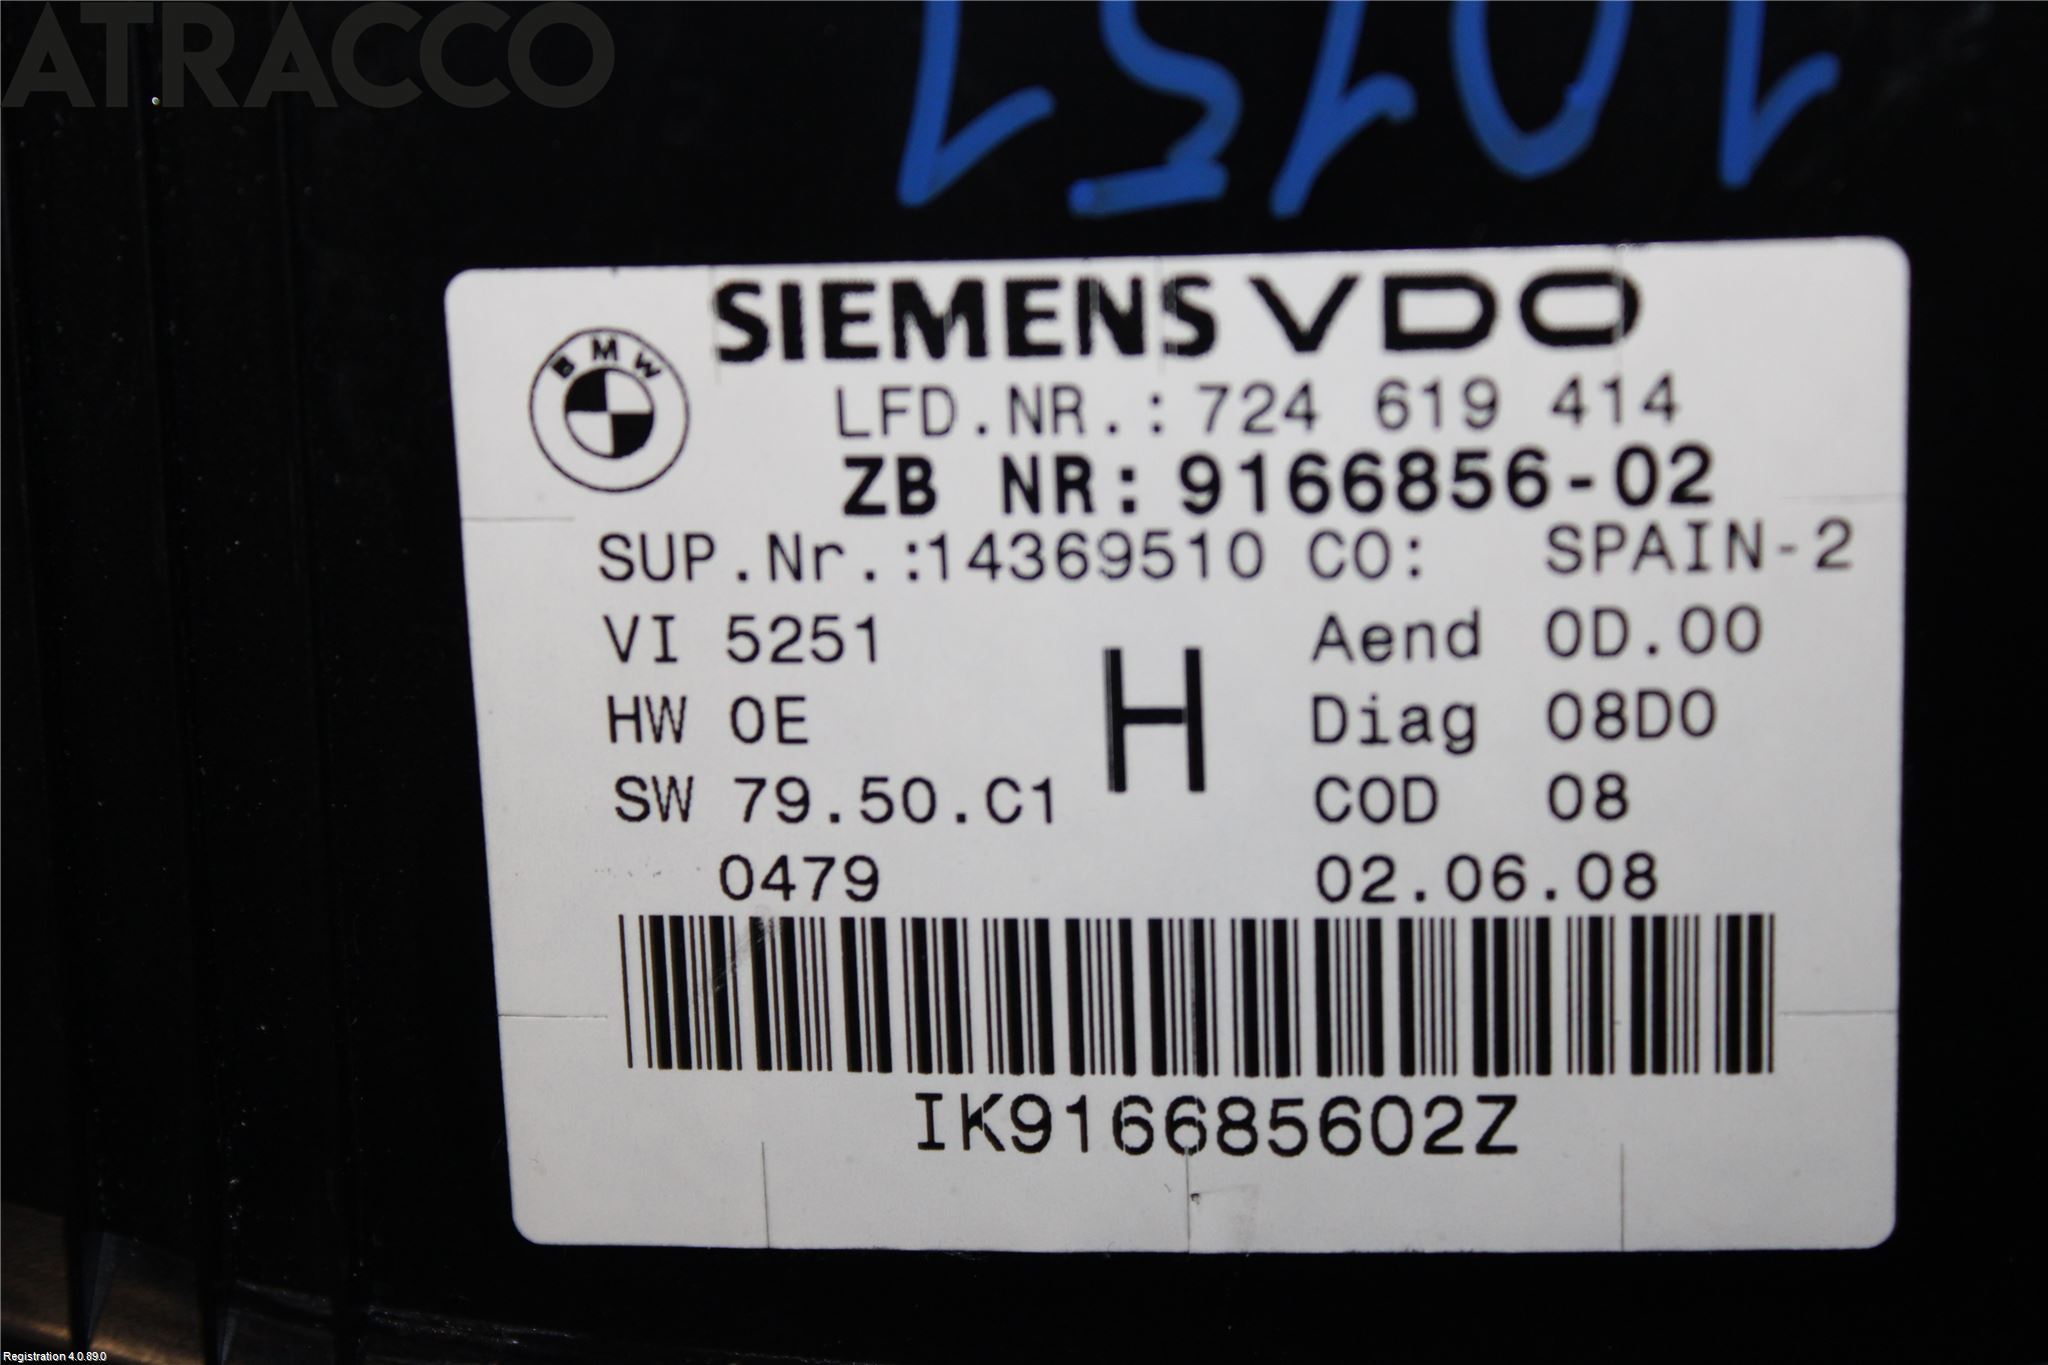 ATRACCO
10151
SIEMENS VDO
BMW
LFD.NR.: 724 619 414
ZB NR: 9166856-02
SUP.Nr.:14369510 CO: SPAIN-2
VI 5251 Aend 0D.00
H
HW 0E Diag 08D0
SW 79.50.C1 COD 08
0479 02.06.08
IK916685602Z
Registration 4.0.89.0